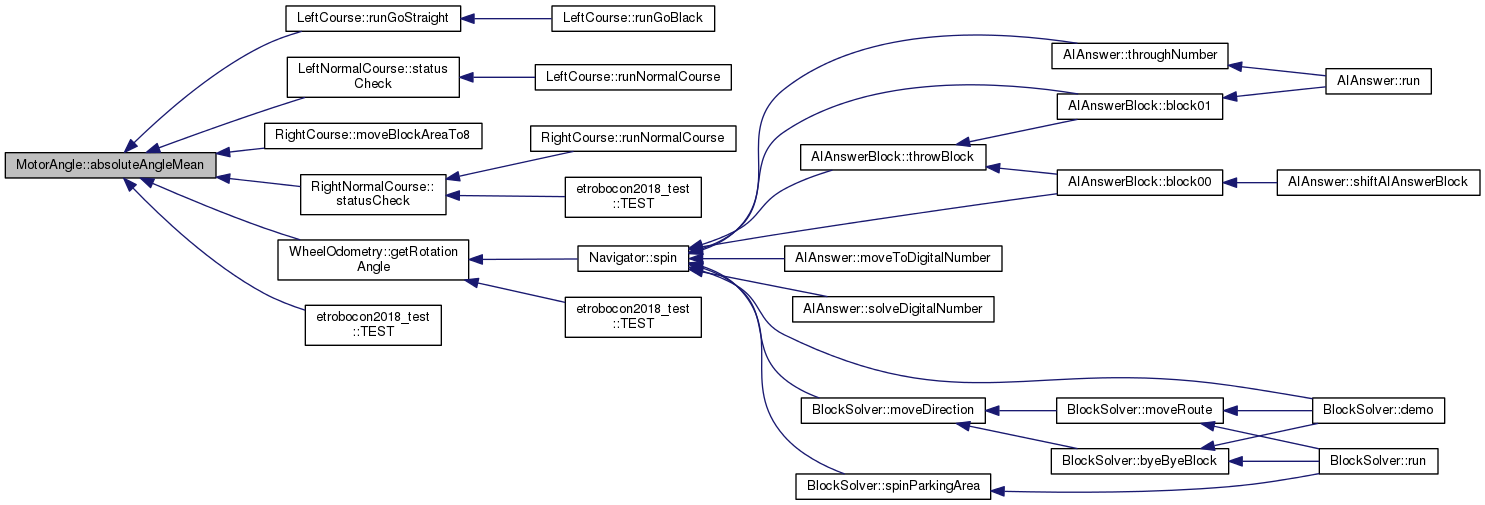 MotorAngle::absoluteAngleMean
LeftCourse::runGoStraight
LeftCourse::runGoBlack
LeftNormalCourse::status
Check
LeftCourse::runNormalCourse
RightCourse::moveBlockAreaTo8
RightNormalCourse::
statusCheck
RightCourse::runNormalCourse
etrobocon2018_test
::TEST
WheelOdometry::getRotation
Angle
Navigator::spin
etrobocon2018_test
::TEST
etrobocon2018_test
::TEST
AIAnswer::throughNumber
AIAnswer::run
AIAnswerBlock::block01
AIAnswerBlock::throwBlock
AIAnswerBlock::block00
AIAnswer::shiftAIAnswerBlock
AIAnswer::moveToDigitalNumber
AIAnswer::solveDigitalNumber
BlockSolver::moveDirection
BlockSolver::moveRoute
BlockSolver::demo
BlockSolver::byeByeBlock
BlockSolver::run
BlockSolver::spinParkingArea